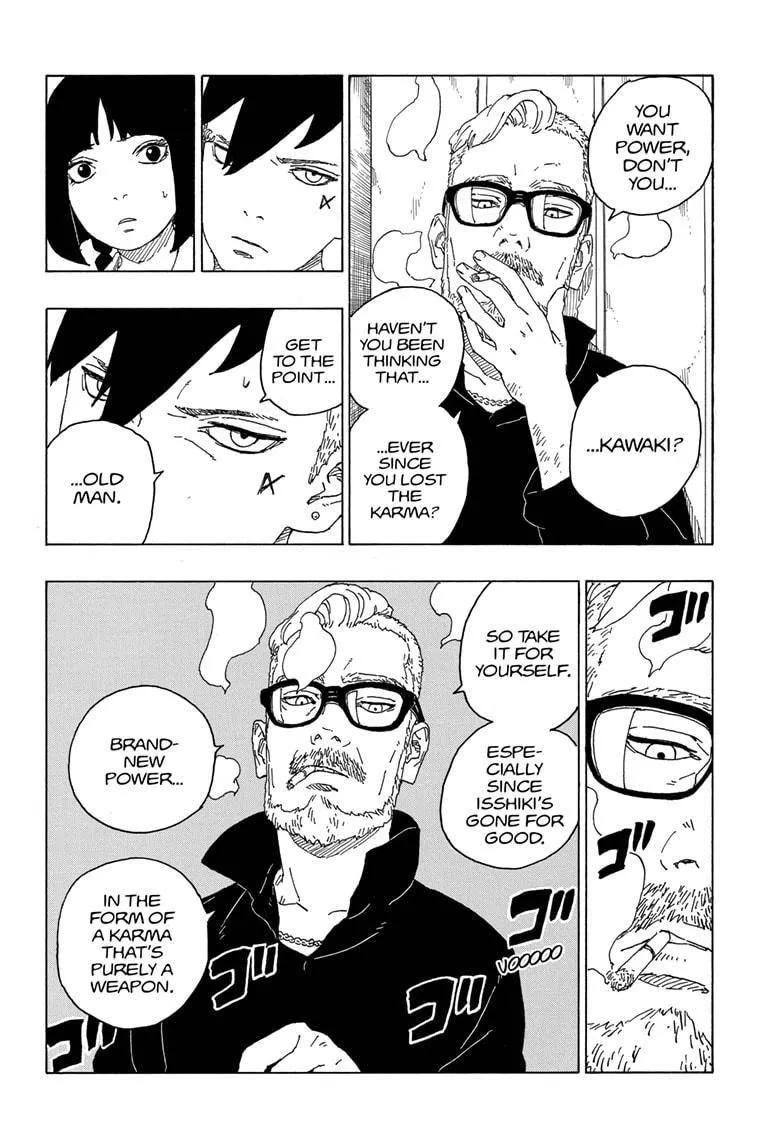 YOU
WANT
POWER,
DON'T
YOU...
HAVEN'T
YOU BEEN
THINKING
THAT...
...EVER
SINCE
YOU LOST
THE
KARMA?
...KAWAKI?
GET
TO THE
POINT...
...OLD
MAN.
ゴ
ゴ
SO TAKE
IT FOR
YOURSELF.
ESPE-
CIALLY
SINCE
ISSHIKI'S
GONE FOR
GOOD.
BRAND-
NEW
POWER...
IN THE
FORM OF
A KARMA
THAT'S
PURELY A
WEAPON.
ゴ
VOOOOO
ゴ
ゴ
ゴ